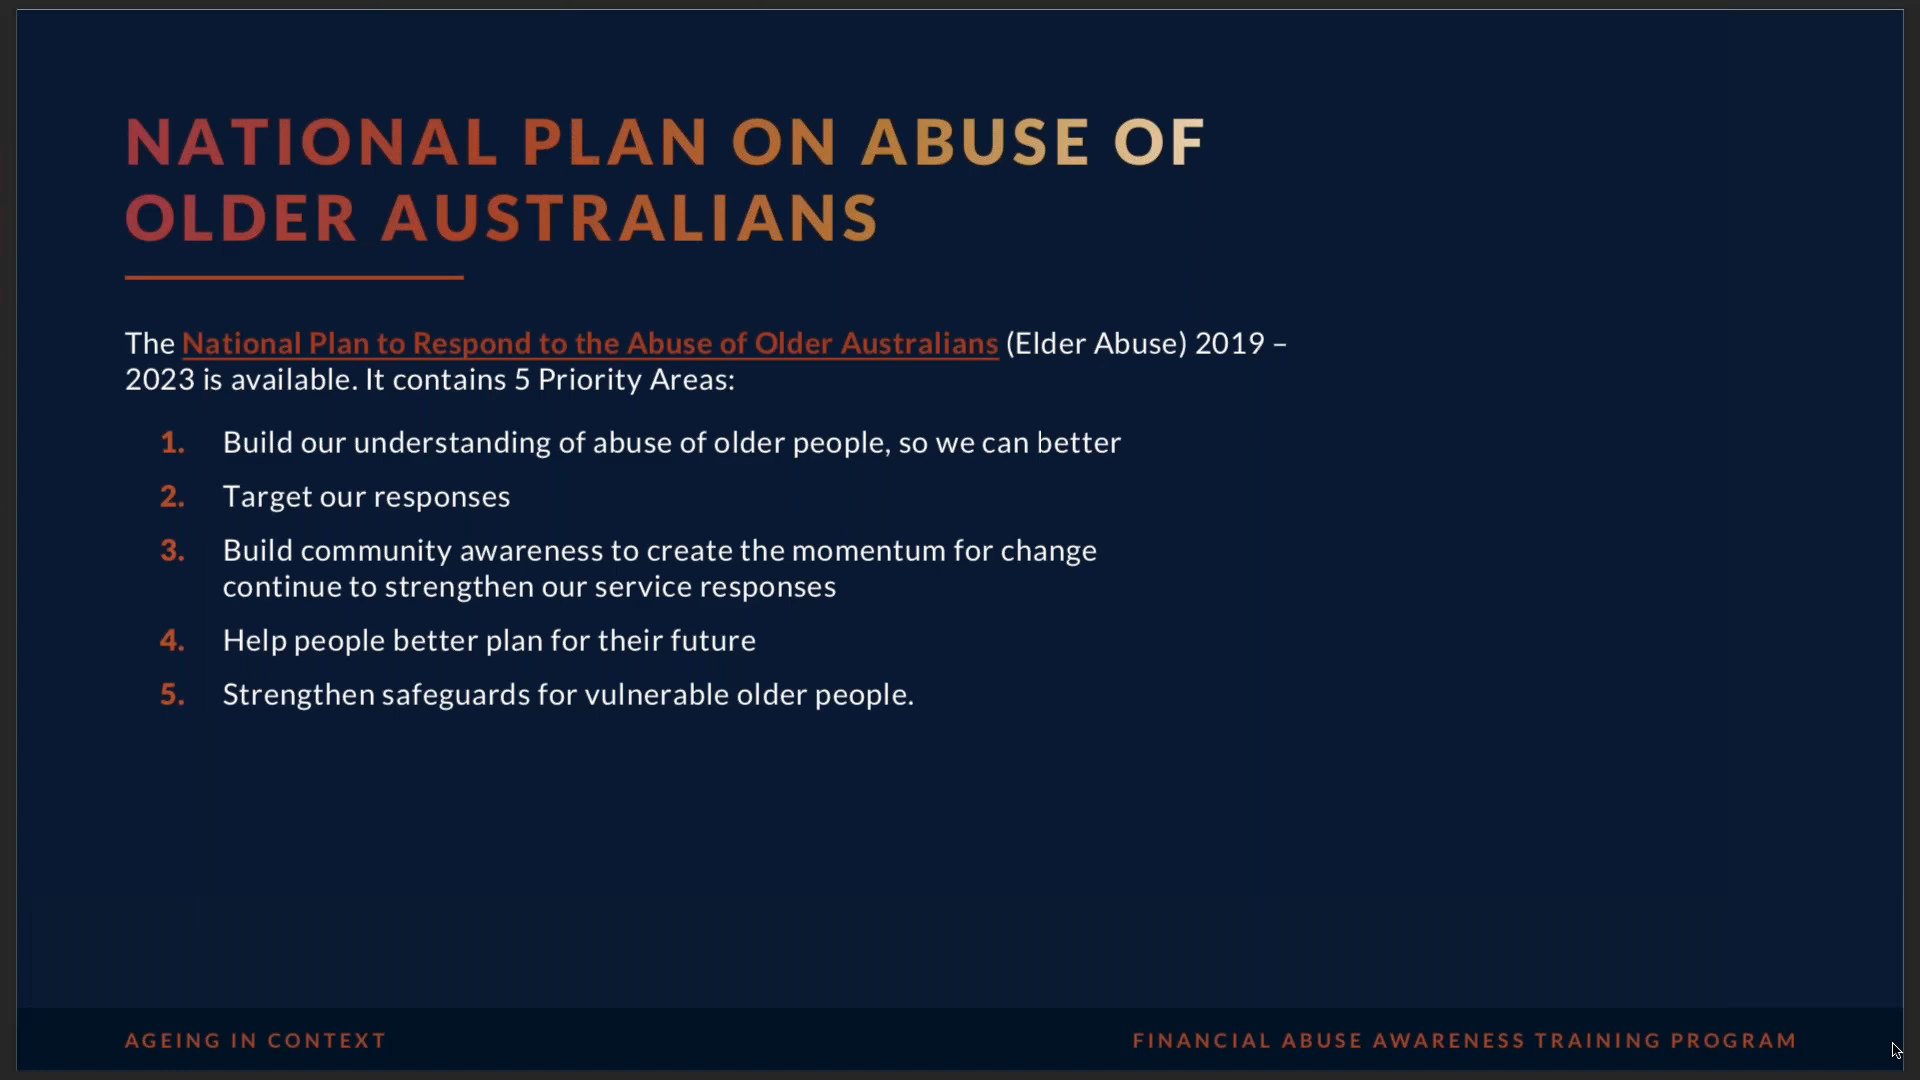 NATIONAL PLAN ON ABUSE OF
OLDER AUSTRALIANS
The National Plan to Respond to the Abuse of Older Australians (Elder Abuse) 2019 –
2023 is available. It contains 5 Priority Areas:
1. Build our understanding of abuse of older people, so we can better
2. Target our responses
3. Build community awareness to create the momentum for change
continue to strengthen our service responses
4. Help people better plan for their future
5. Strengthen safeguards for vulnerable older people.
AGEING IN CONTEXT
FINANCIAL ABUSE AWARENESS TRAINING PROGRAM